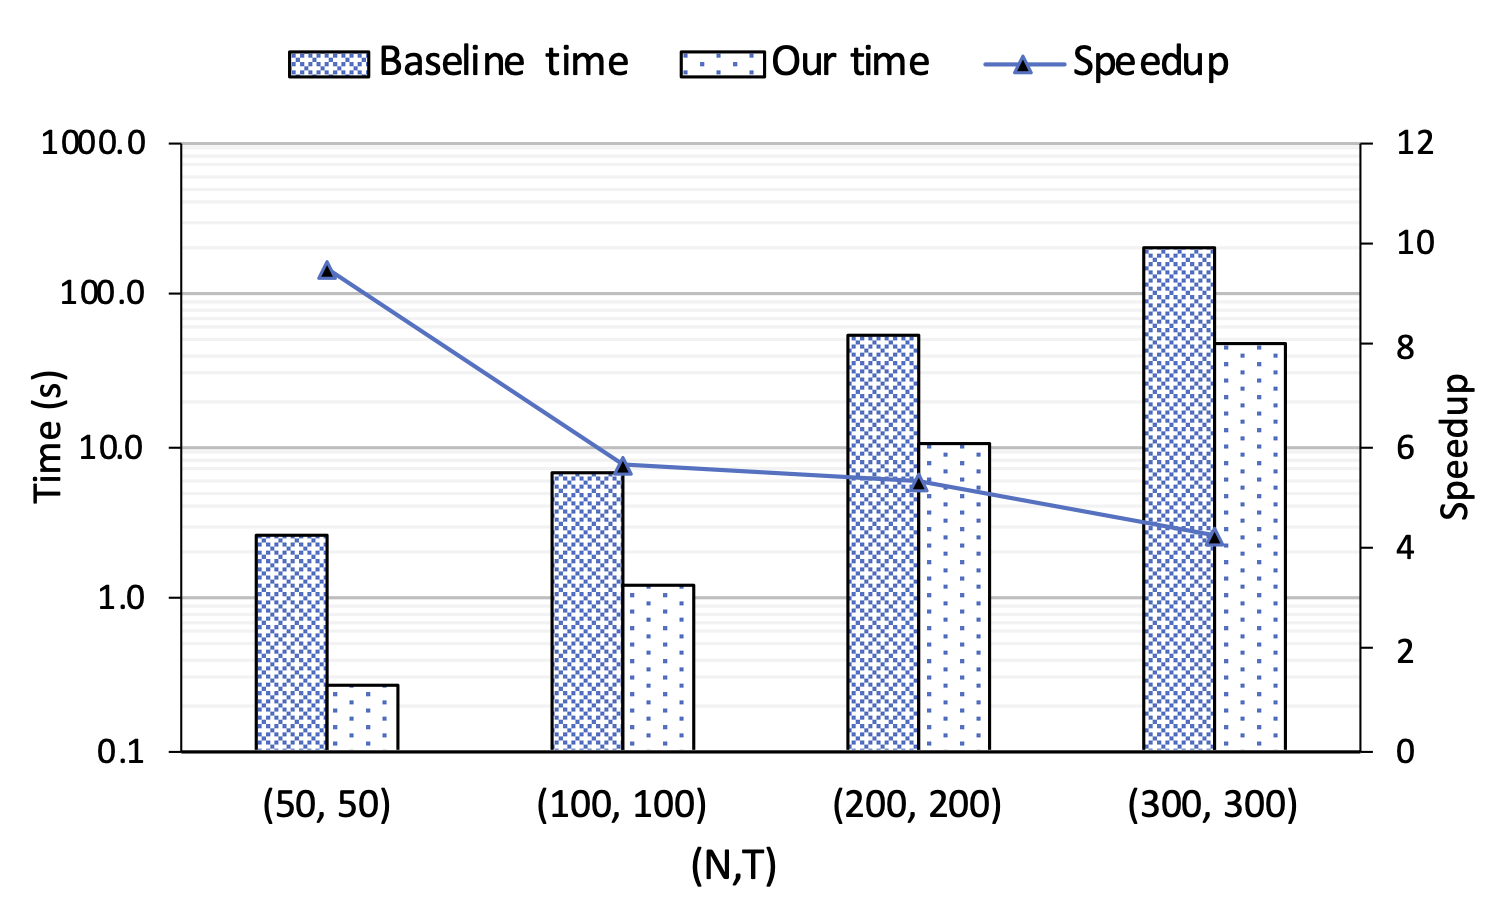 Baseline time Our time Speedup
1000.0
100.0
10.0
1.0
0.1
Time (s)
12
10
8
6
4
2
0
Speedup
(50, 50) (100, 100) (200, 200) (300, 300)
(N,T)